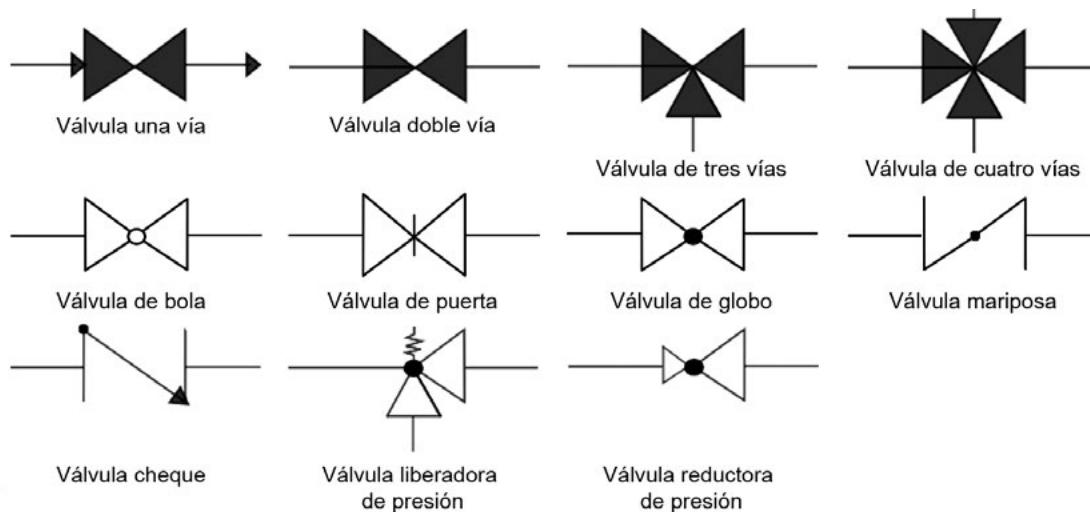 Válvula una vía
Válvula doble vía
Válvula de tres vías
Válvula de cuatro vías
Válvula de bola
Válvula de puerta
Válvula de globo
Válvula mariposa
Válvula cheque
Válvula liberadora
de presión
Válvula reductora
de presión